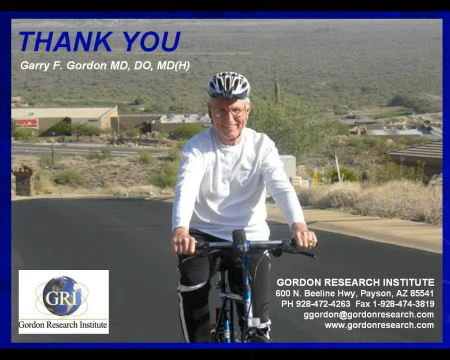 THANK YOU
Garry F. Gordon MD, DO, MD(H)
GRI
Gordon Research Institute
GORDON RESEARCH INSTITUTE
600 N. Beeline Hwy, Payson, AZ 85541
PH 928-472-4263 Fax 1-928-474-3819
ggordon@gordonresearch.com
www.gordonresearch.com